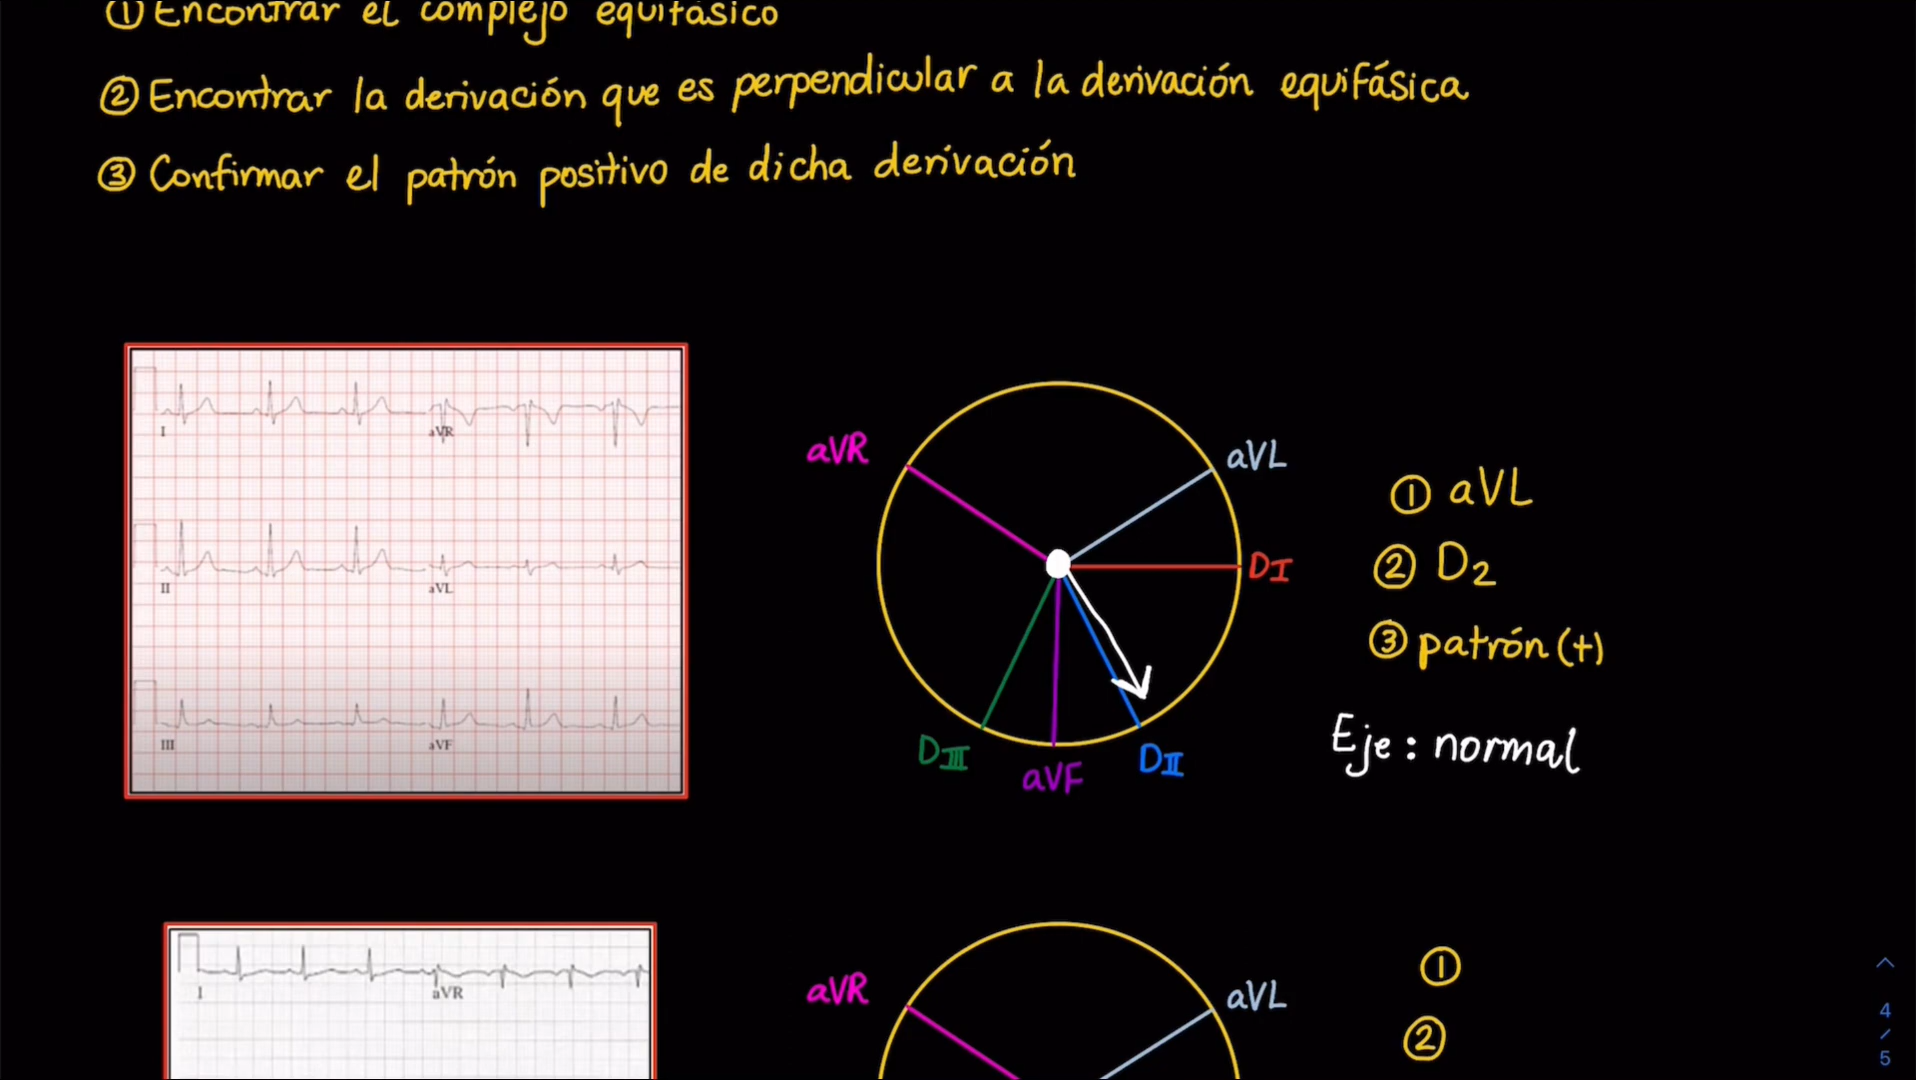 ① Encontrar el complejo equifásico
② Encontrar la derivación que es perpendicular a la derivación equifásica
③ Confirmar el patrón positivo de dicha derivación
I
aVR
II
aVL
III
aVF
aVR
aVL
DI
DIII
aVF
DII
① aVL
② D2
③ patrón (+)
Eje: normal
I
aVR
aVR
aVL
①
②
4
/
5